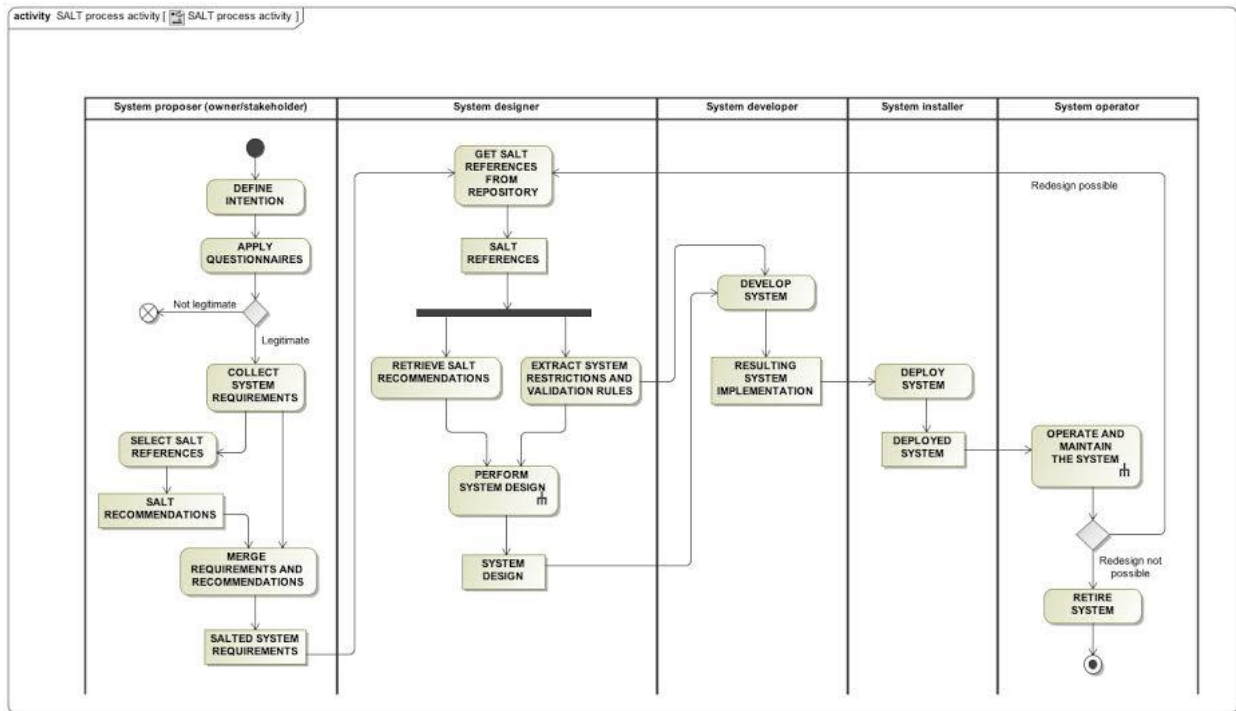 activity SALT process activity [ SALT process activity ]
System proposer (owner/stakeholder)
System designer
System developer
System installer
System operator
DEFINE
INTENTION
APPLY
QUESTIONNAIRES
Not legitimate
Legitimate
COLLECT
SYSTEM
REQUIREMENTS
SELECT SALT
REFERENCES
SALT
RECOMMENDATIONS
MERGE
REQUIREMENTS AND
RECOMMENDATIONS
SALTED SYSTEM
REQUIREMENTS
GET SALT
REFERENCES
FROM
REPOSITORY
SALT
REFERENCES
RETRIEVE SALT
RECOMMENDATIONS
EXTRACT SYSTEM
RESTRICTIONS AND
VALIDATION RULES
PERFORM
SYSTEM DESIGN
SYSTEM
DESIGN
DEVELOP
SYSTEM
RESULTING
SYSTEM
IMPLEMENTATION
DEPLOY
SYSTEM
DEPLOYED
SYSTEM
Redesign possible
OPERATE AND
MAINTAIN
THE SYSTEM
Redesign not
possible
RETIRE
SYSTEM